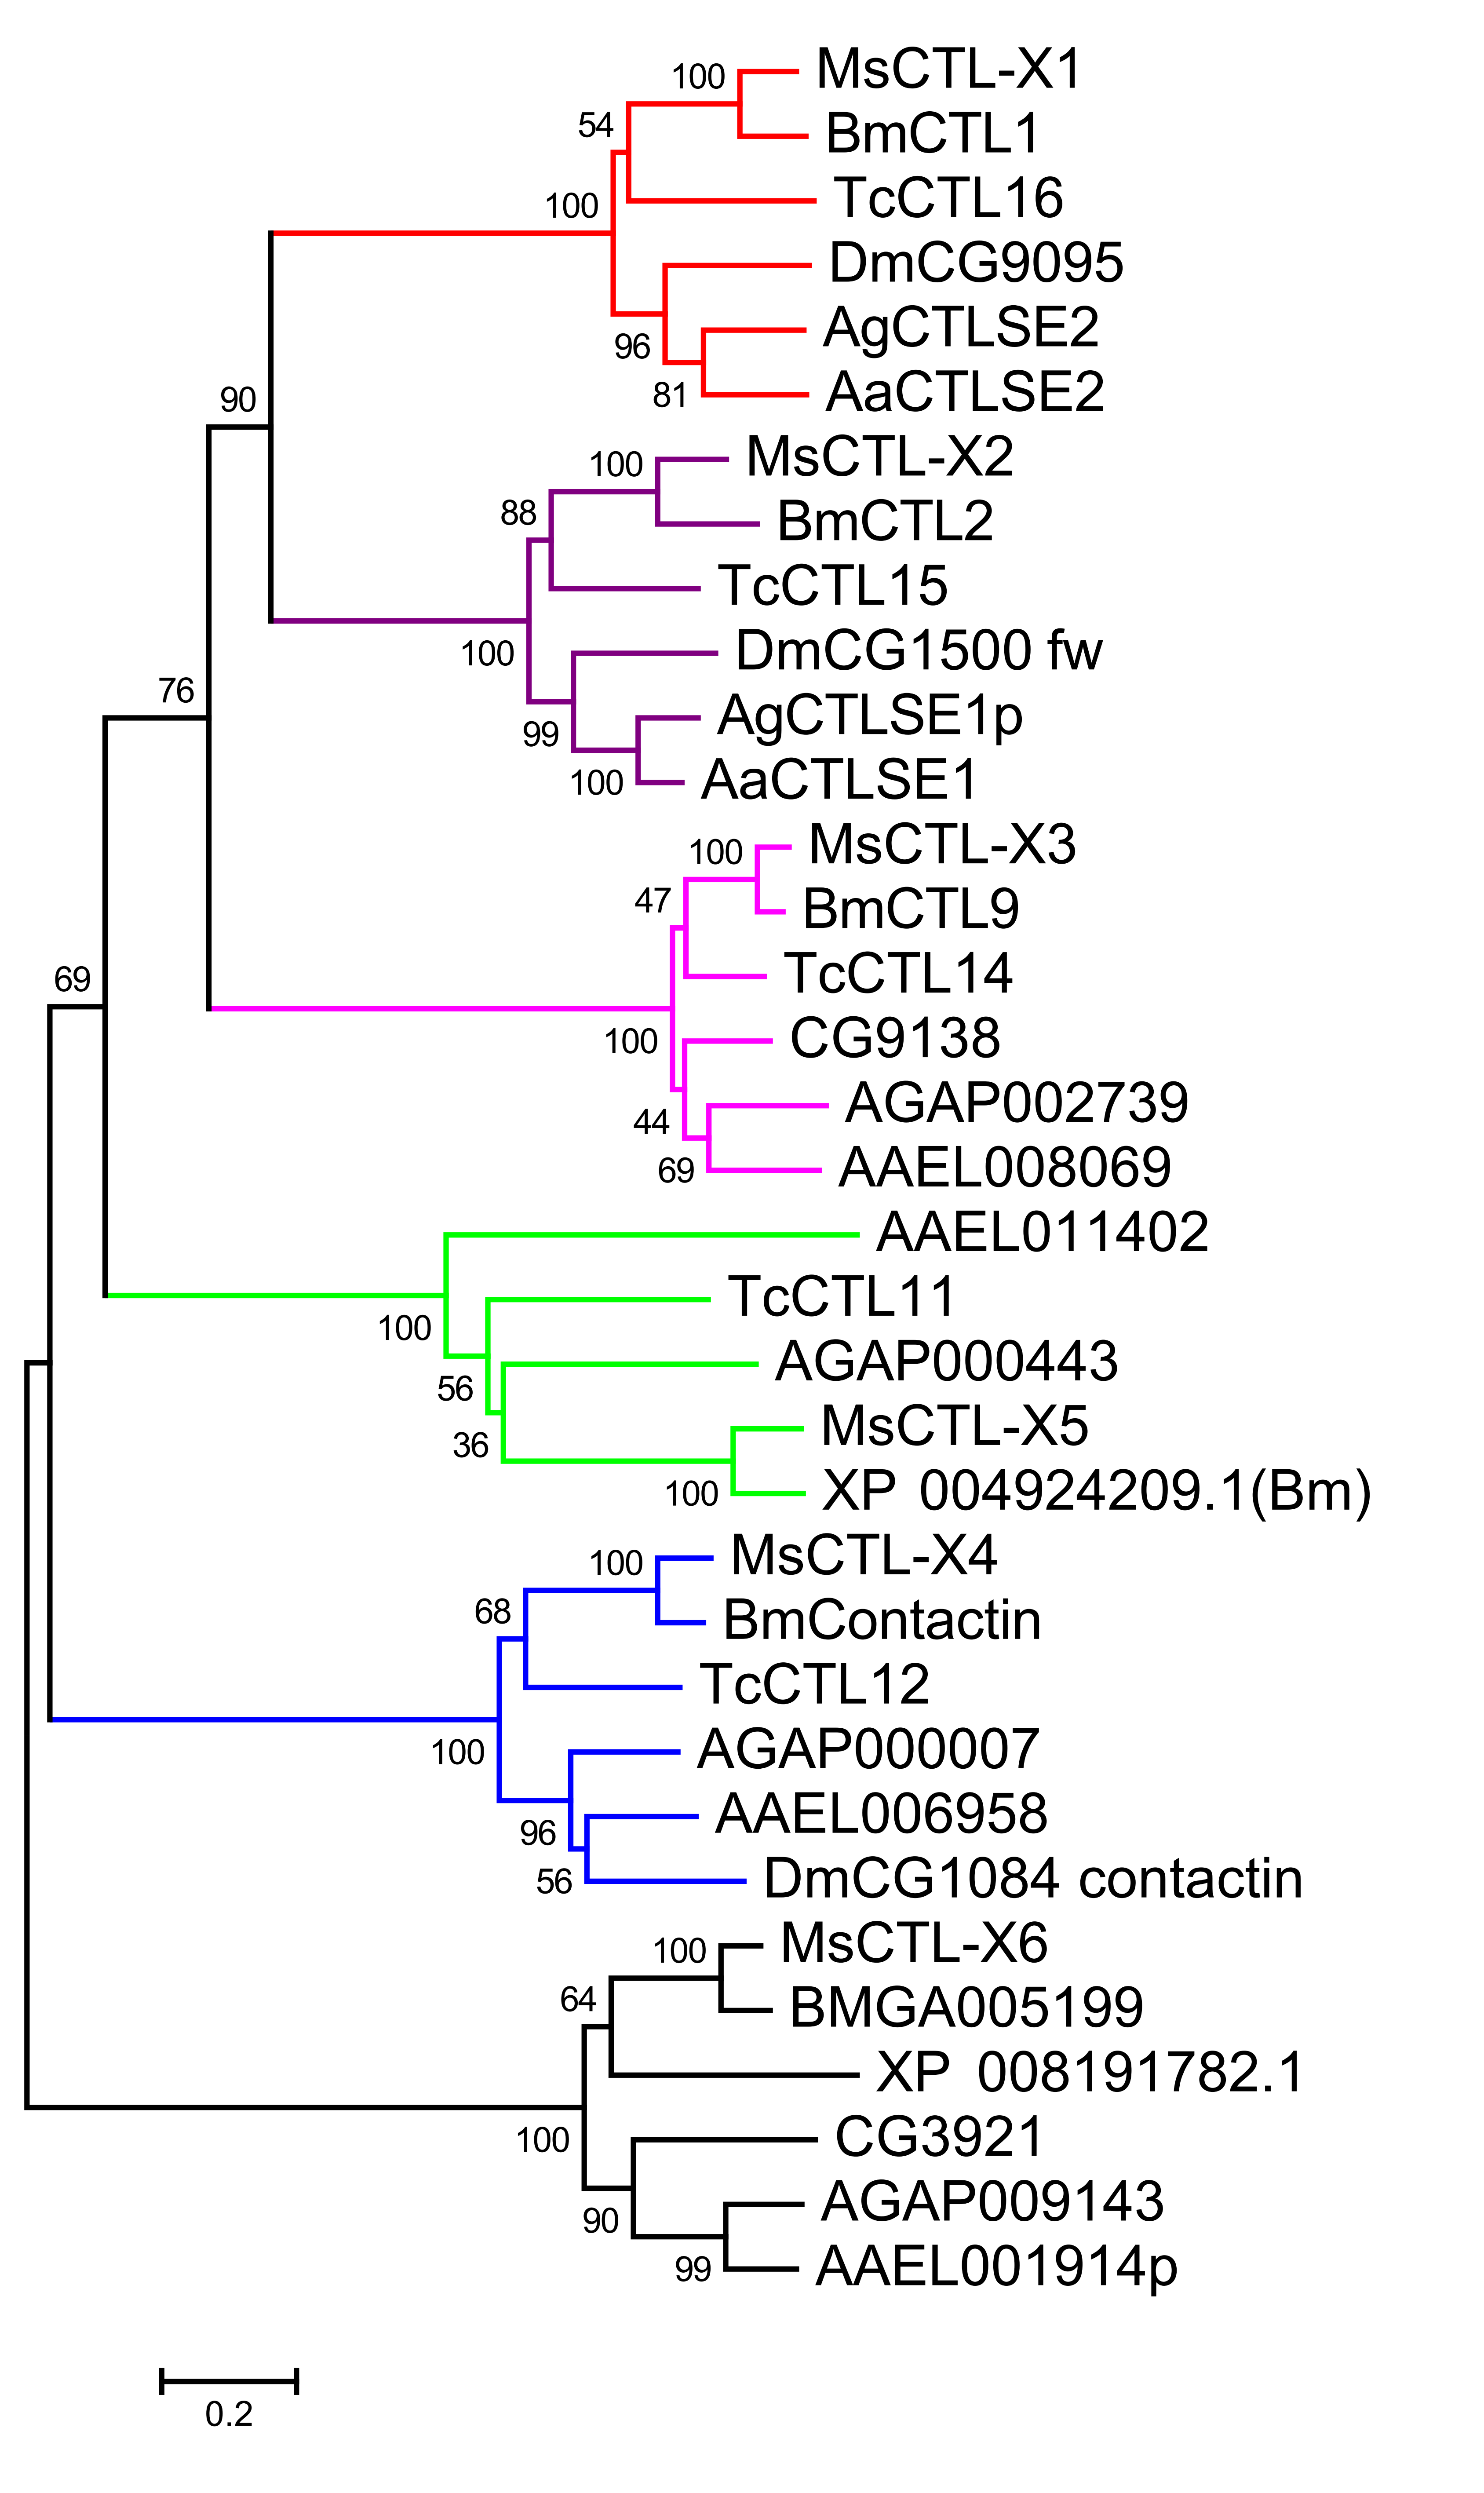 100
MsCTL-X1
54
BmCTL1
100
TcCTL16
DmCG9095
96
AgCTLSE2
90
81
AaCTLSE2
100
MsCTL-X2
88
BmCTL2
TcCTL15
100
DmCG1500 fw
76
99
AgCTLSE1p
100
AaCTLSE1
100
MsCTL-X3
47
BmCTL9
69
TcCTL14
100
CG9138
44
AGAP002739
69
AAEL008069
AAEL011402
100
TcCTL11
56
AGAP000443
36
MsCTL-X5
100
XP 004924209.1(Bm)
100
MsCTL-X4
68
BmContactin
TcCTL12
100
AGAP000007
96
AAEL006958
56
DmCG1084 contactin
100
MsCTL-X6
64
BMGA005199
XP 008191782.1
100
CG3921
90
AGAP009143
99
AAEL001914p
0.2